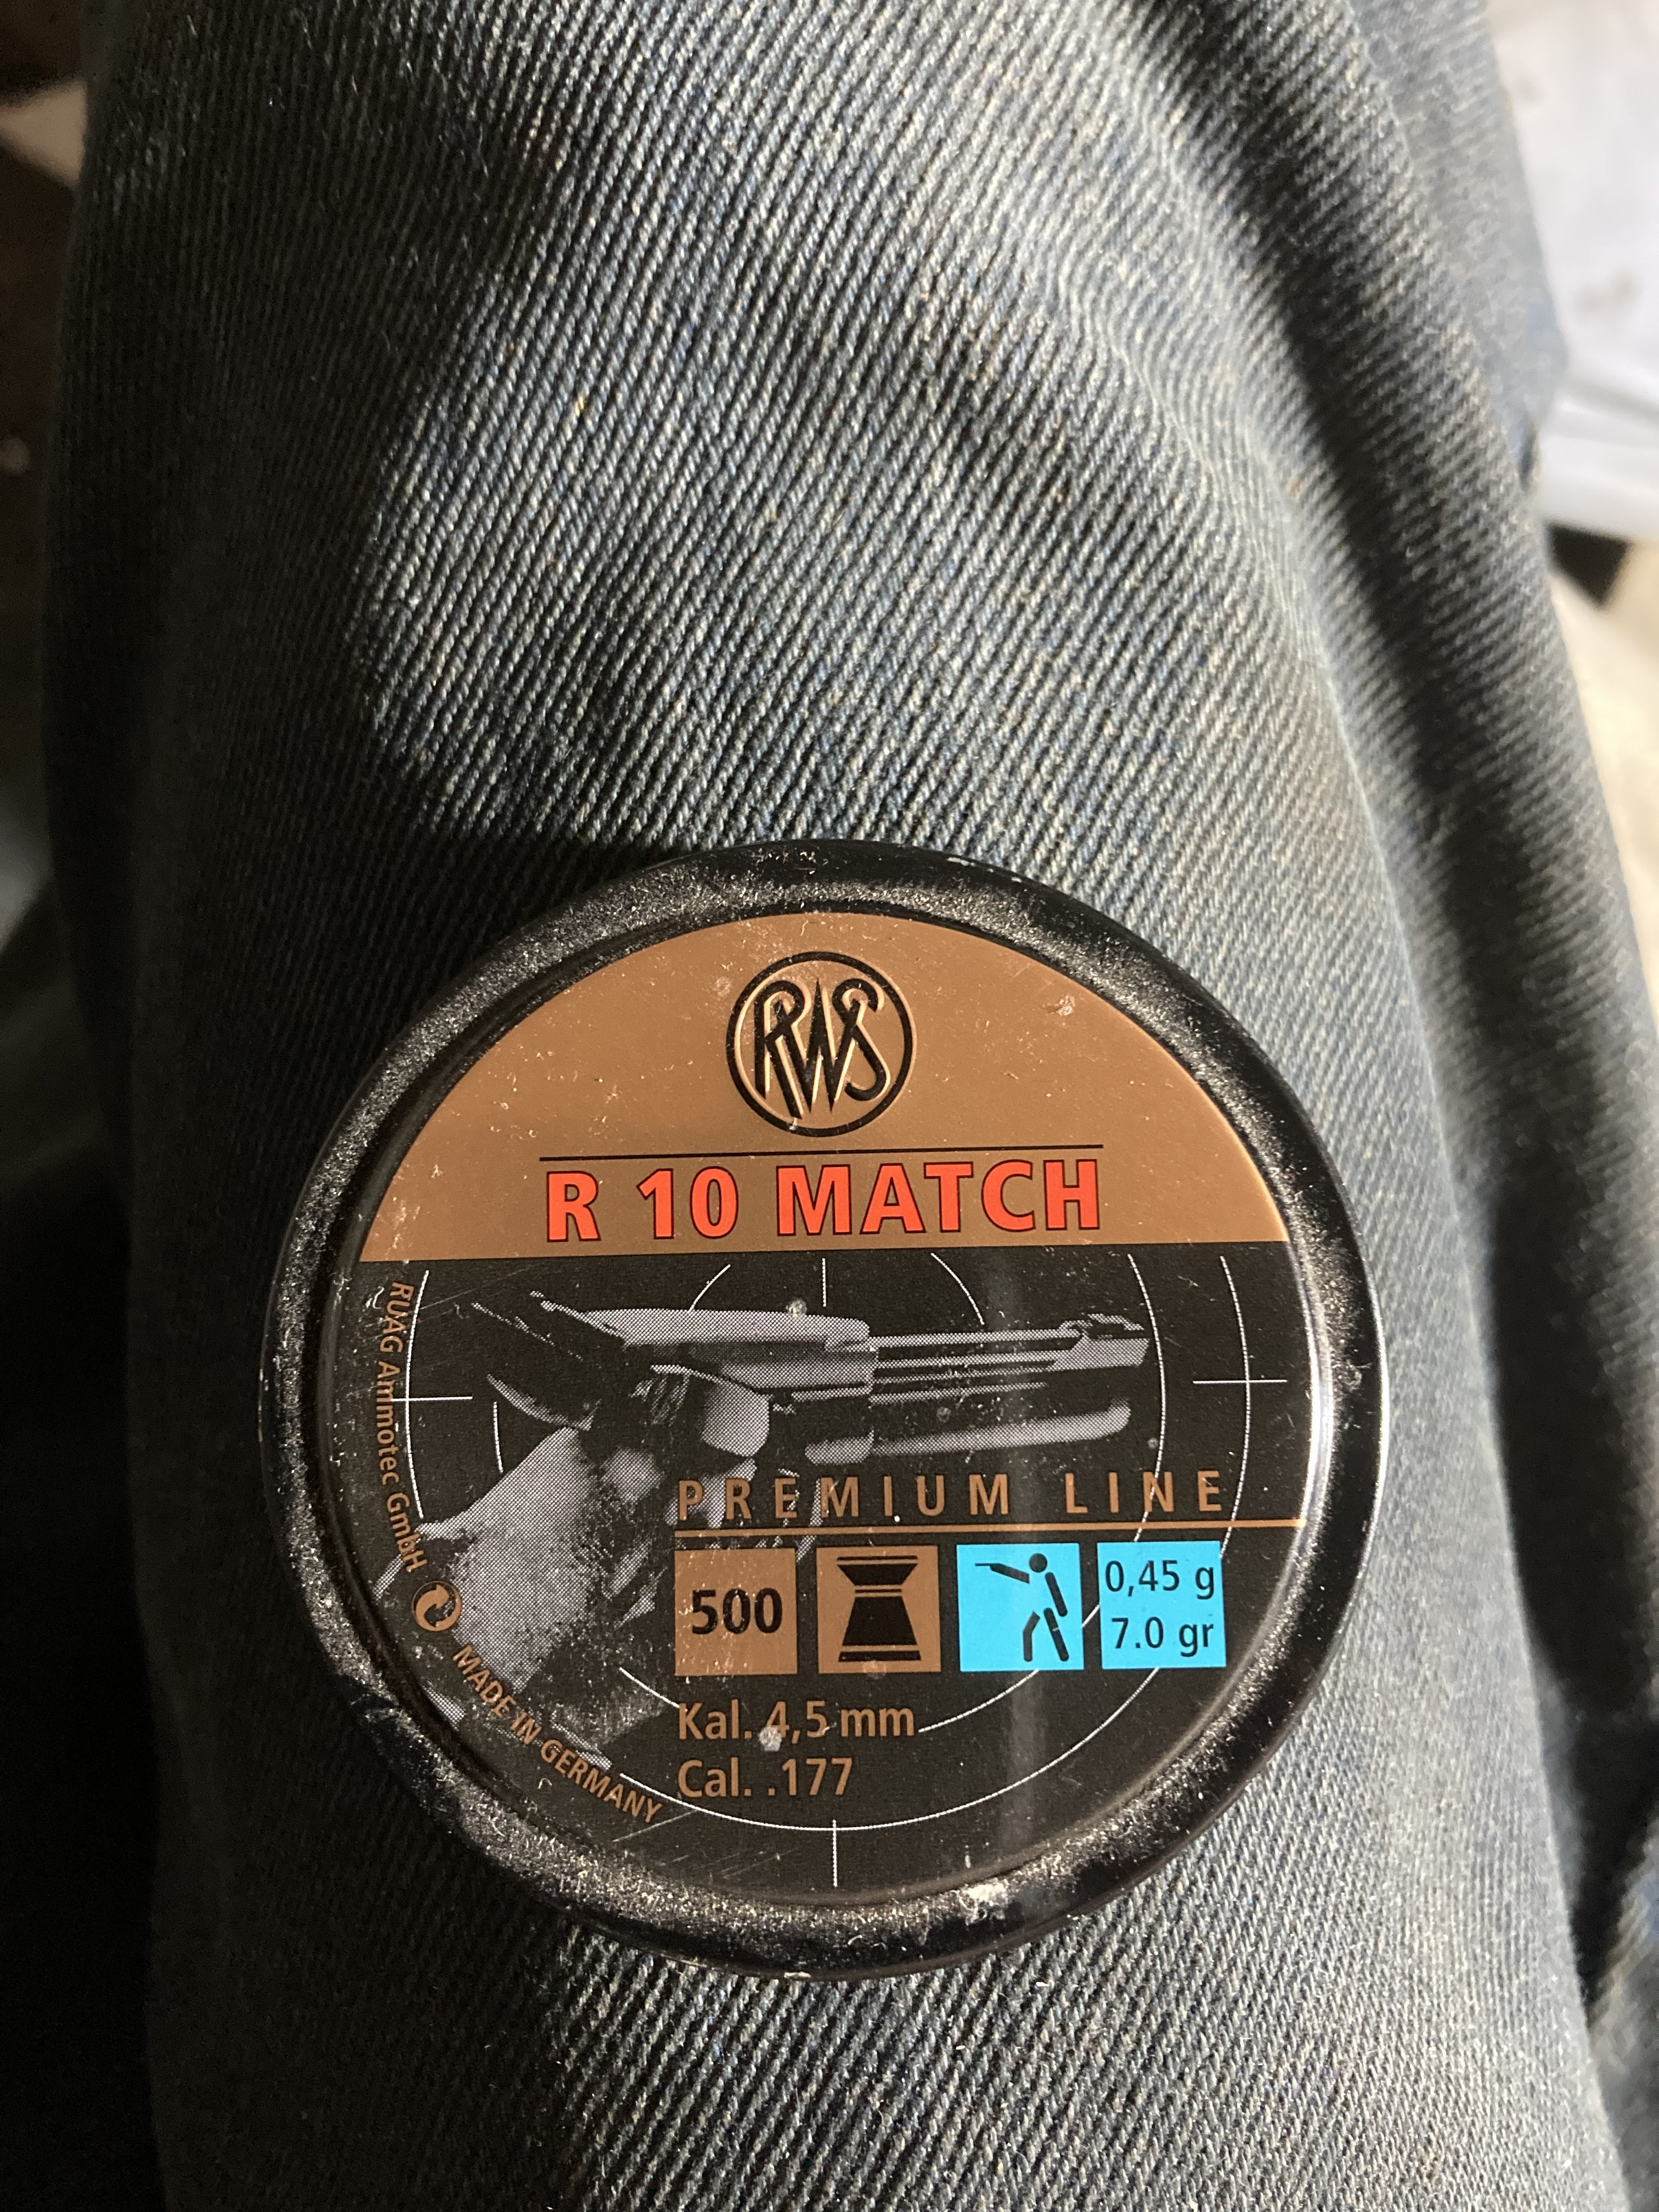 RWS
R 10 MATCH
RUAG Ammotec GmbH
PREMIUM LINE
500
0,45 g
7.0 gr
Kal. 4,5 mm
Cal. .177
MADE IN GERMANY